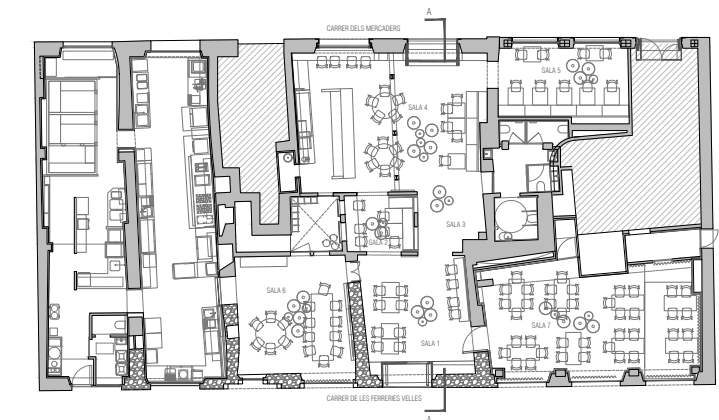 A
CARRER DELS MERCADERS
SALA 5
SALA 4
SALA 3
SALA 2
SALA 6
SALA 7
SALA 1
CARRER DE LES FERRERIES VELLES
A